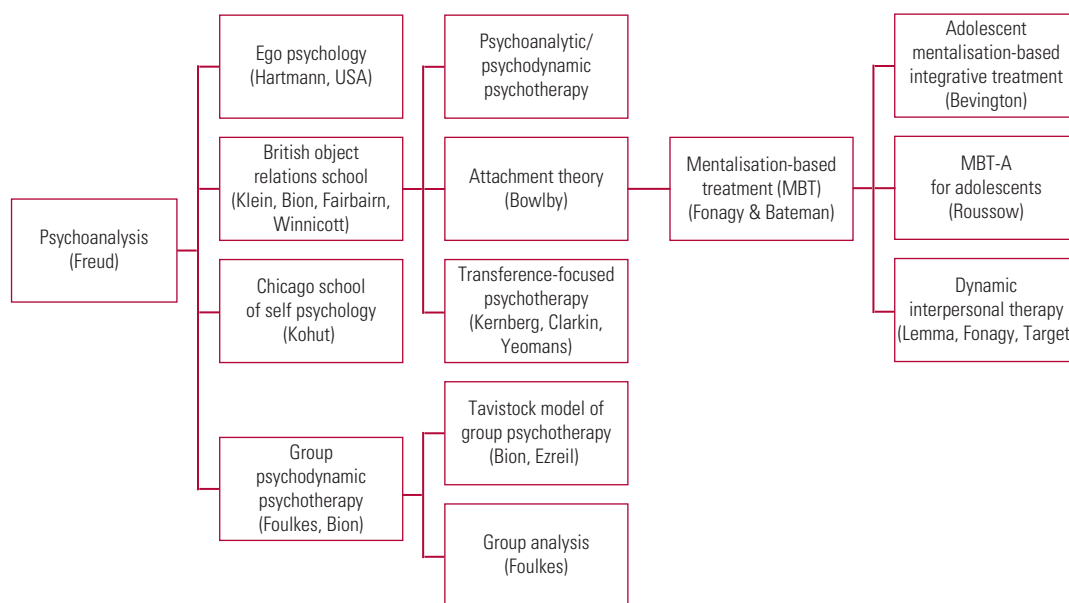 Psychoanalysis
(Freud)
Ego psychology
(Hartmann, USA)
British object
relations school
(Klein, Bion, Fairbairn,
Winnicott)
Chicago school
of self psychology
(Kohut)
Group
psychodynamic
psychotherapy
(Foulkes, Bion)
Psychoanalytic/
psychodynamic
psychotherapy
Attachment theory
(Bowlby)
Transference-focused
psychotherapy
(Kernberg, Clarkin,
Yeomans)
Tavistock model of
group psychotherapy
(Bion, Ezreil)
Group analysis
(Foulkes)
Mentalisation-based
treatment (MBT)
(Fonagy & Bateman)
Adolescent
mentalisation-based
integrative treatment
(Bevington)
MBT-A
for adolescents
(Roussow)
Dynamic
interpersonal therapy
(Lemma, Fonagy, Target)